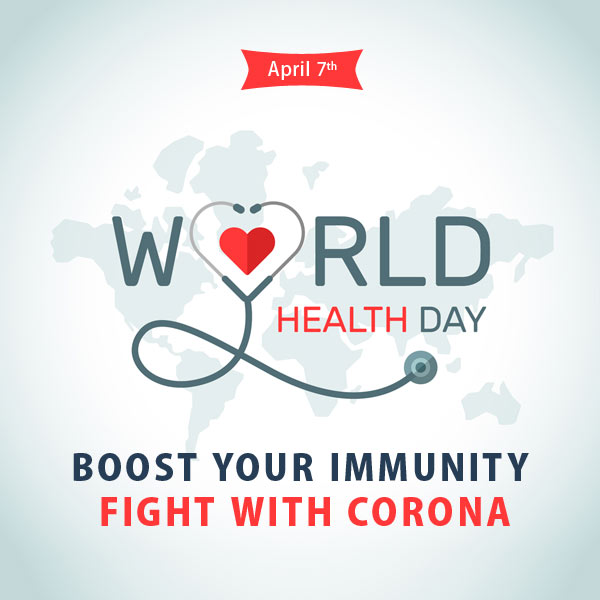 April 7th
WORLD
HEALTH DAY
BOOST YOUR IMMUNITY
FIGHT WITH CORONA